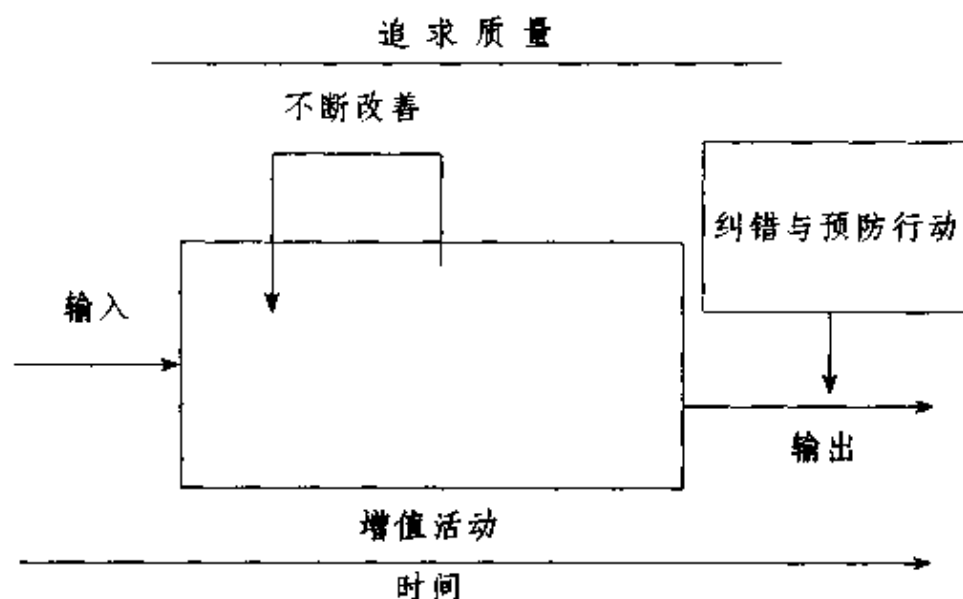 追求质量
不断改善
纠错与预防行动
输入
输出
增值活动
时间